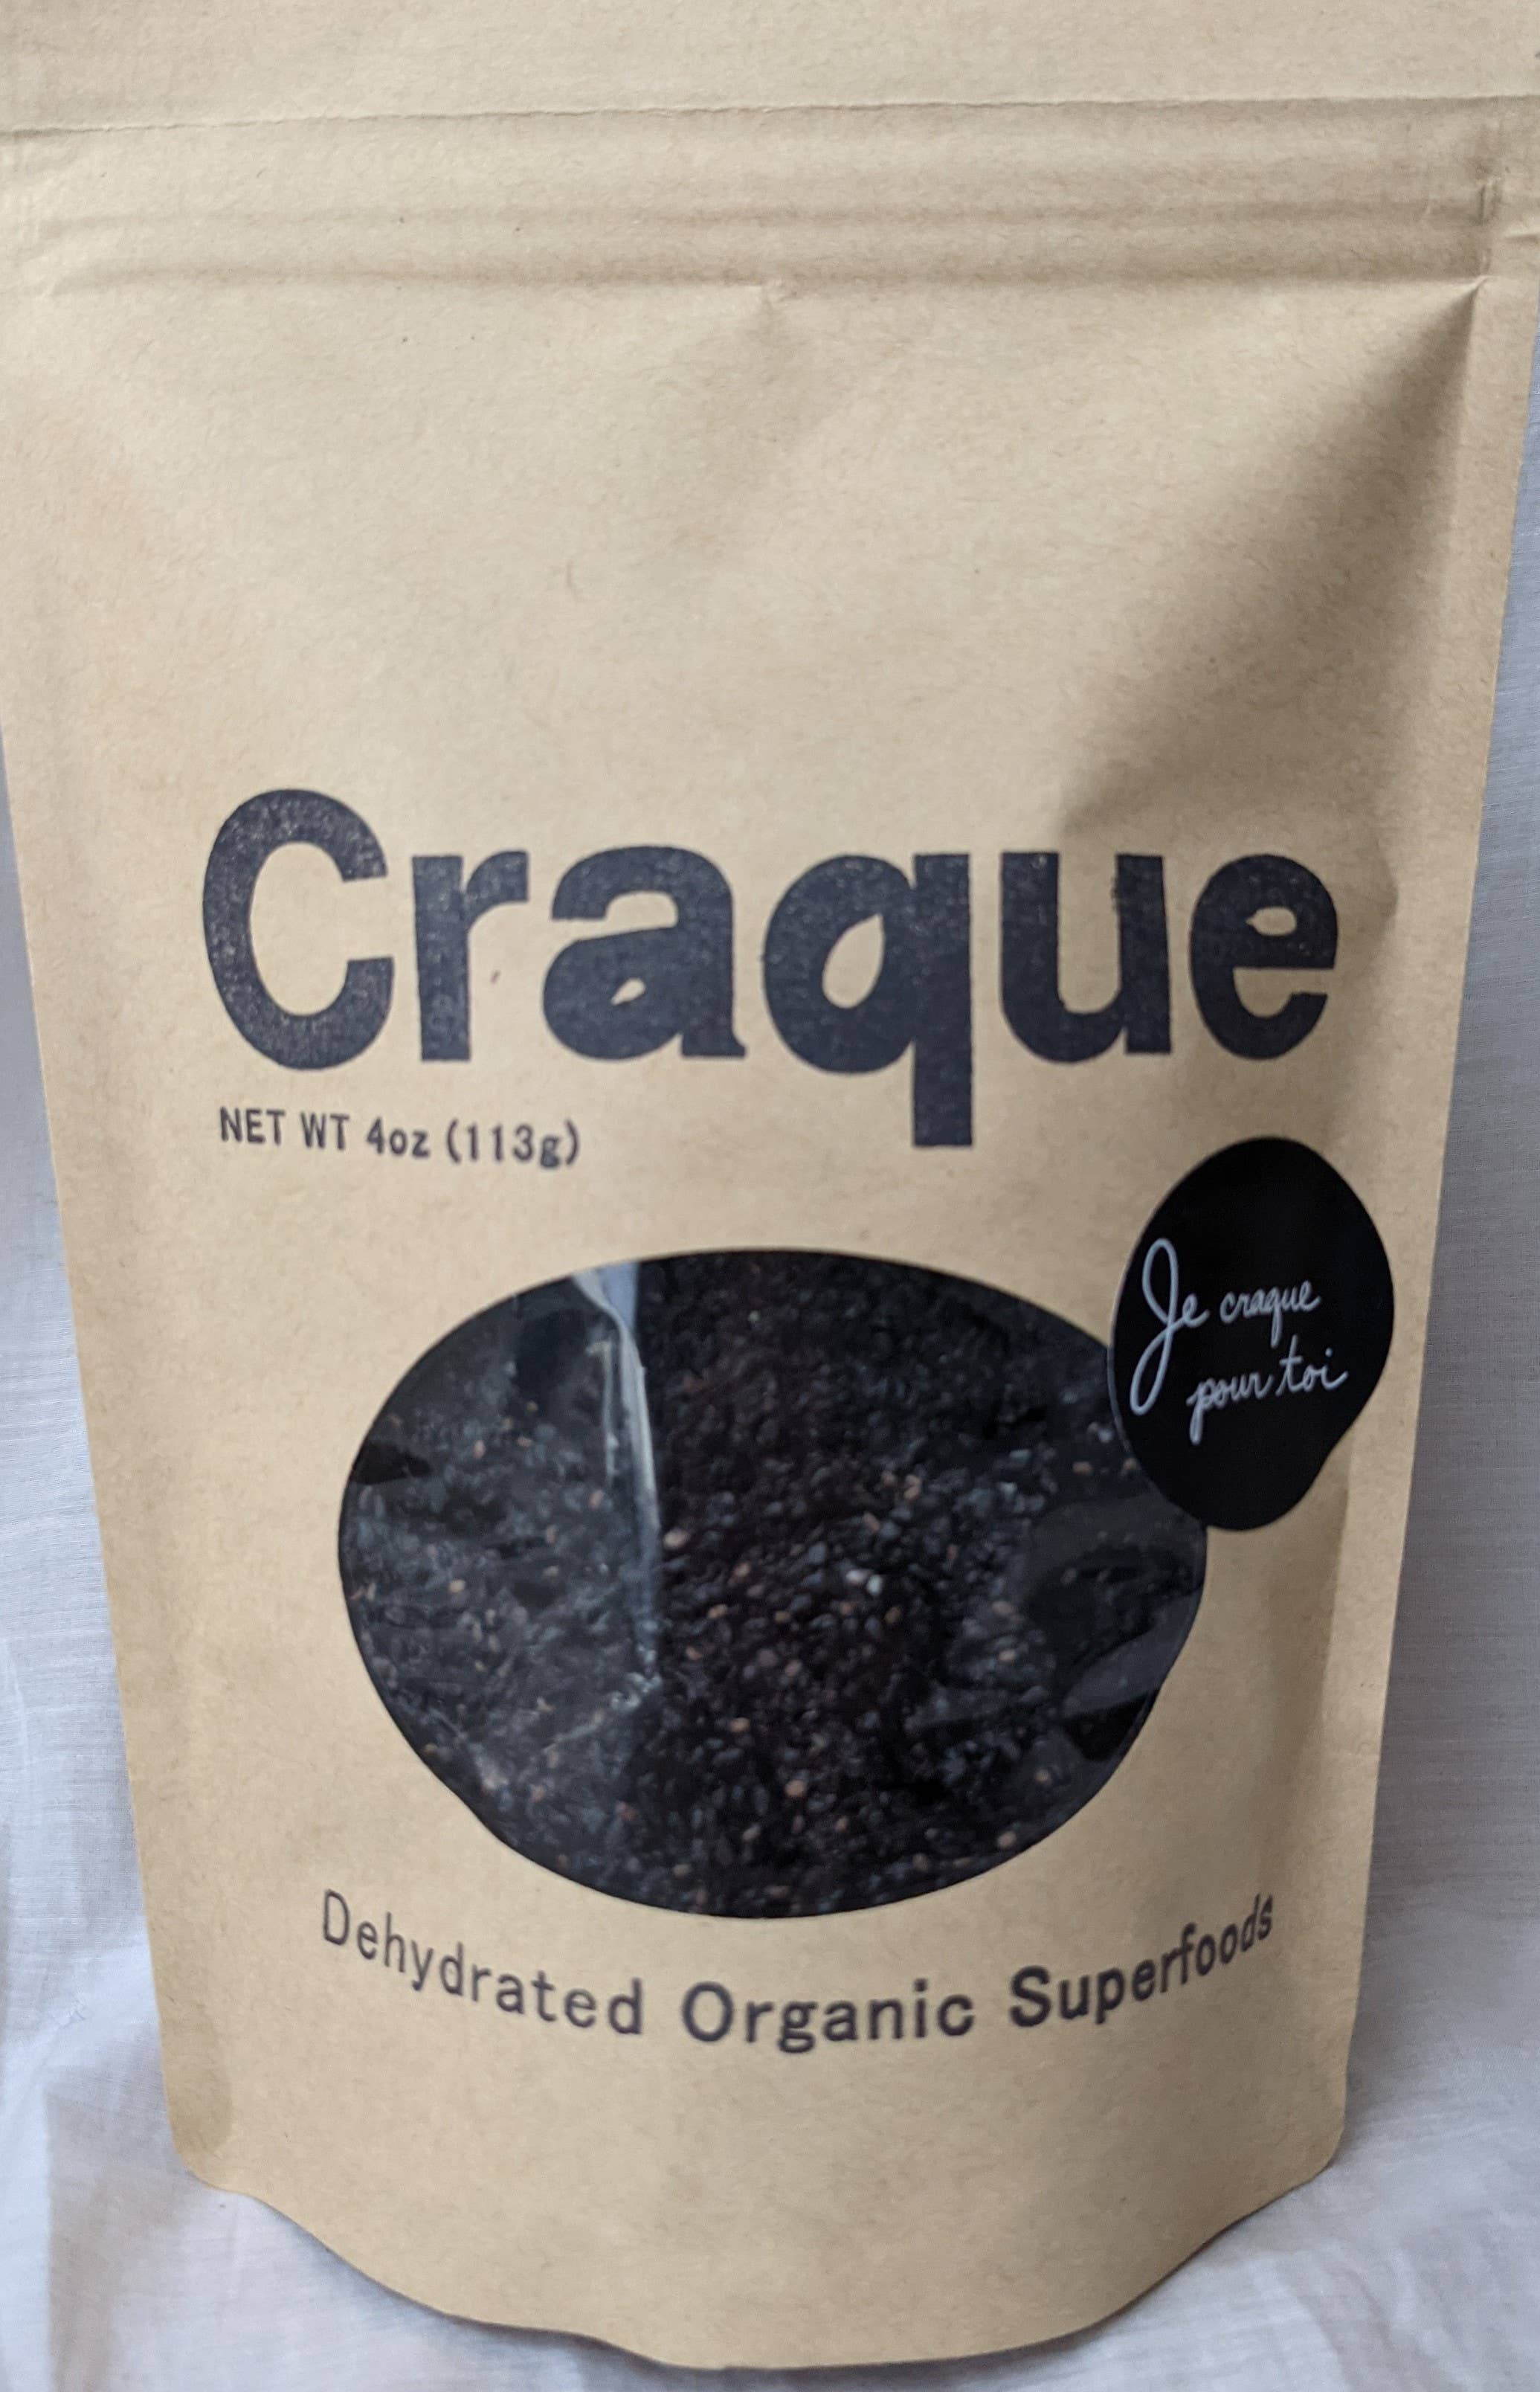 Craque
NET WT 4oz (113g)
Je craque
pour toi
Dehydrated Organic Superfoods